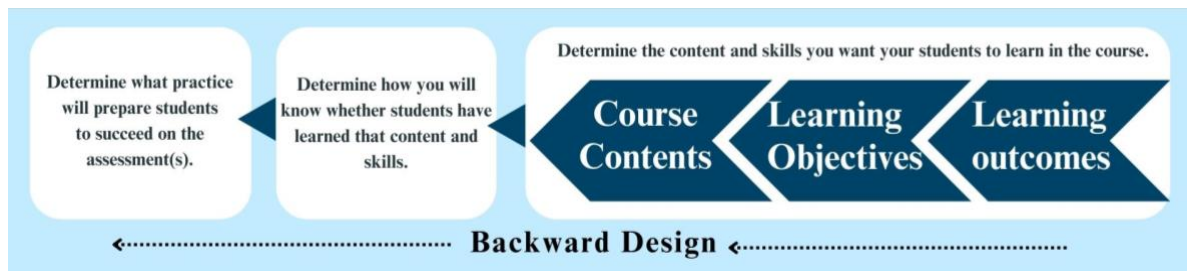 Determine what practice
will prepare students
to succeed on the
assessment(s).
Determine how you will
know whether students have
learned that content and
skills.
Determine the content and skills you want your students to learn in the course.
Course
Contents
Learning
Objectives
Learning
outcomes
Backward Design